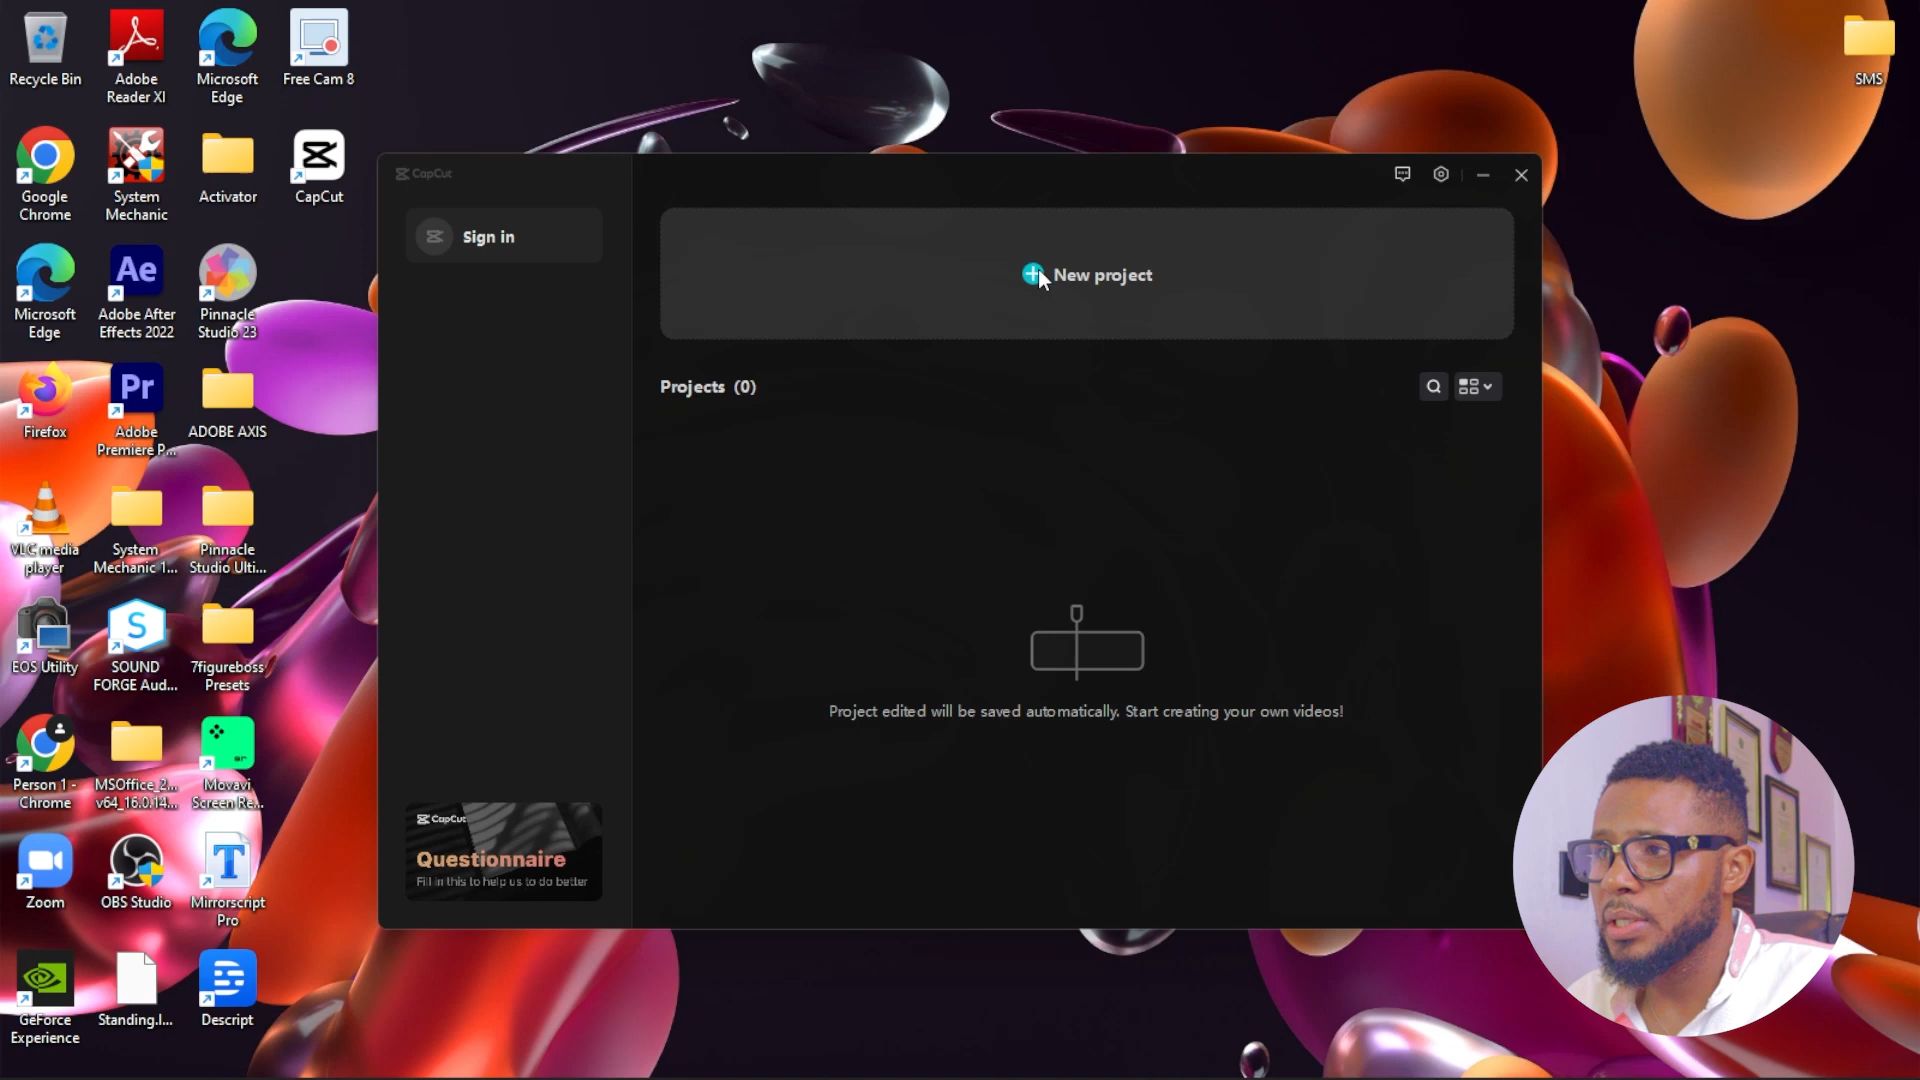 Recycle Bin
Adobe
Reader XI
Microsoft
Edge
Free Cam 8
SMS
Google
Chrome
System
Mechanic
Activator
CapCut
Microsoft
Edge
Adobe After
Effects 2022
Pinnacle
Studio 23
Firefox
Adobe
Premiere P...
ADOBE AXIS
VLC media
player
System
Mechanic 1...
Pinnacle
Studio Ulti...
EOS Utility
SOUND
FORGE Aud...
7figureboss
Presets
Person 1 -
Chrome
MSOffice_2...
v64_16.0.14...
Movavi
Screen Re...
Zoom
OBS Studio
Mirrorscript
Pro
GeForce
Experience
Standing.l...
Descript
Ae
Pr
S
T
CapCut
Sign in
New project
Projects (0)
Project edited will be saved automatically. Start creating your own videos!
CapCut
Questionnaire
Fill in this to help us to do better